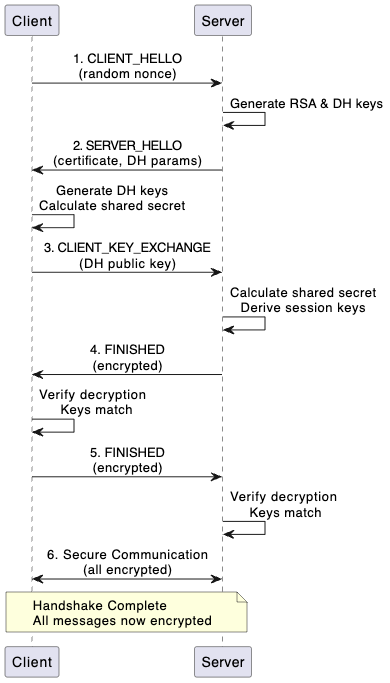 Client
Server
1. CLIENT_HELLO
(random nonce)
Generate RSA & DH keys
2. SERVER_HELLO
(certificate, DH params)
Generate DH keys
Calculate shared secret
3. CLIENT_KEY_EXCHANGE
(DH public key)
Calculate shared secret
Derive session keys
4. FINISHED
(encrypted)
Verify decryption
Keys match
5. FINISHED
(encrypted)
Verify decryption
Keys match
6. Secure Communication
(all encrypted)
Handshake Complete
All messages now encrypted
Client
Server